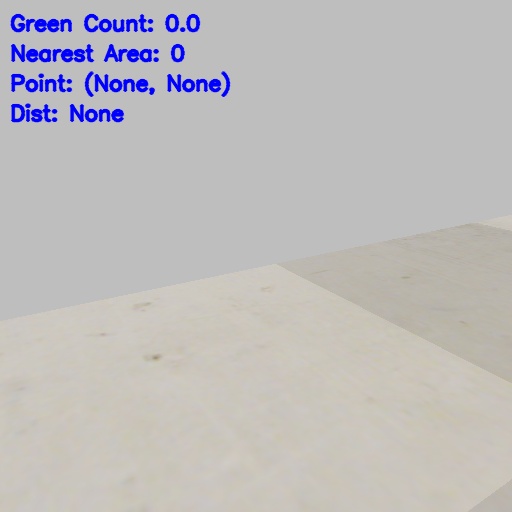 Green Count: 0.0
Nearest Area: 0
Point: (None, None)
Dist: None